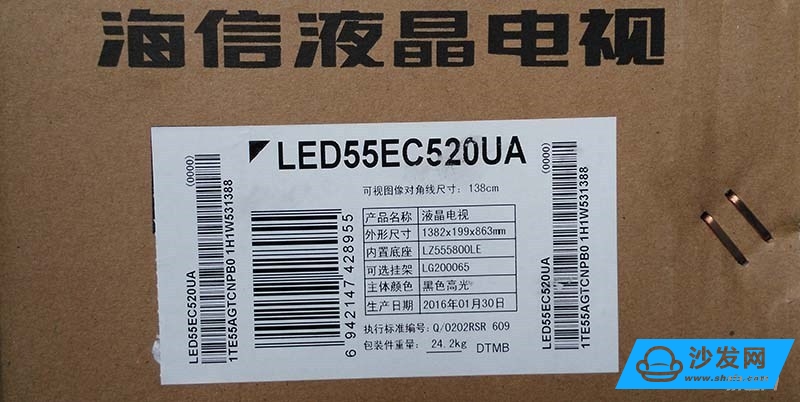 海信液晶电视
LED55EC520UA
可视图像对角线尺寸：138cm
产品名称 液晶电视
外形尺寸 1382x199x863mm
内置底座 LZ555800LE
可选挂架 LG200065
主体颜色 黑色高光
生产日期 2016年01月30日
执行标准编号：Q/0202RSR 609
包装件重量： 24.2kg DTMB
6 942147 428955
(0000)
LED55EC520UA
1TE55AGTCNPB0 1H1W531388
(0000)
LED55EC520UA
1TE55AGTCNPB0 1H1W531388
沙发网